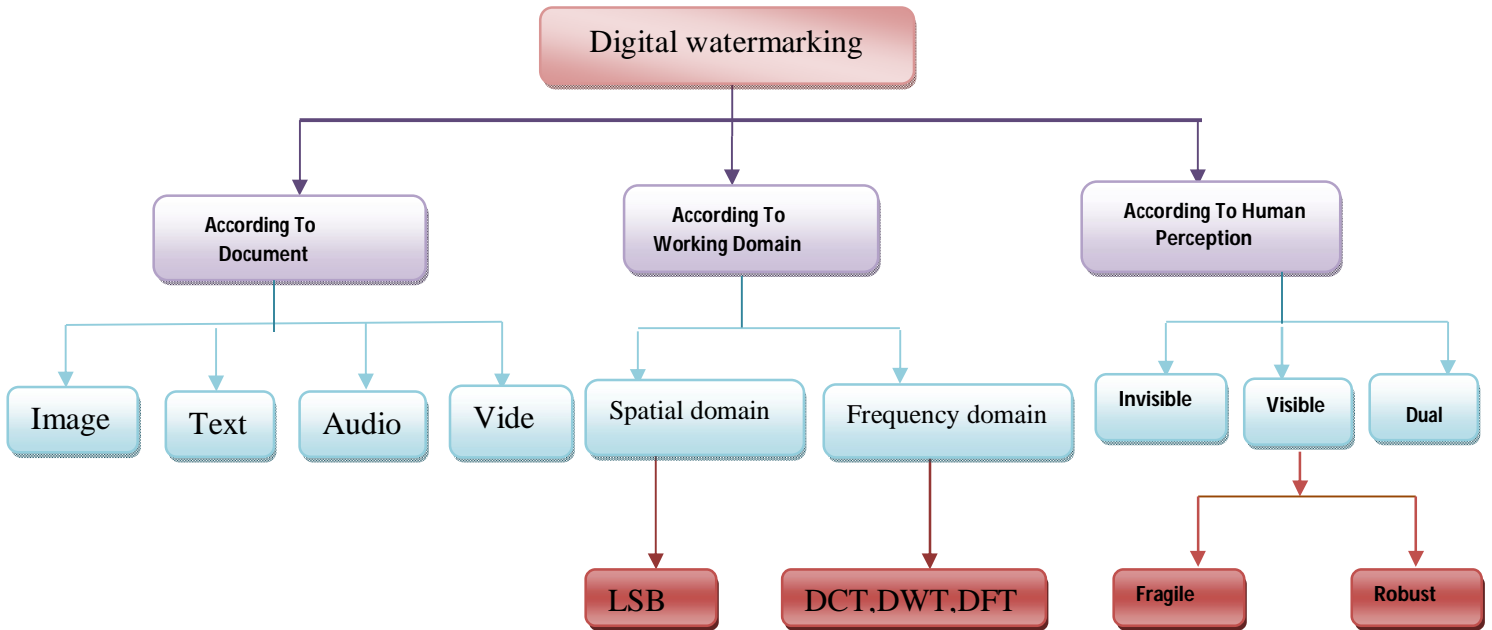 Digital watermarking
According To
Document
According To
Working Domain
According To Human
Perception
Image
Text
Audio
Vide
Spatial domain
Frequency domain
Invisible
Visible
Dual
LSB
DCT,DWT,DFT
Fragile
Robust